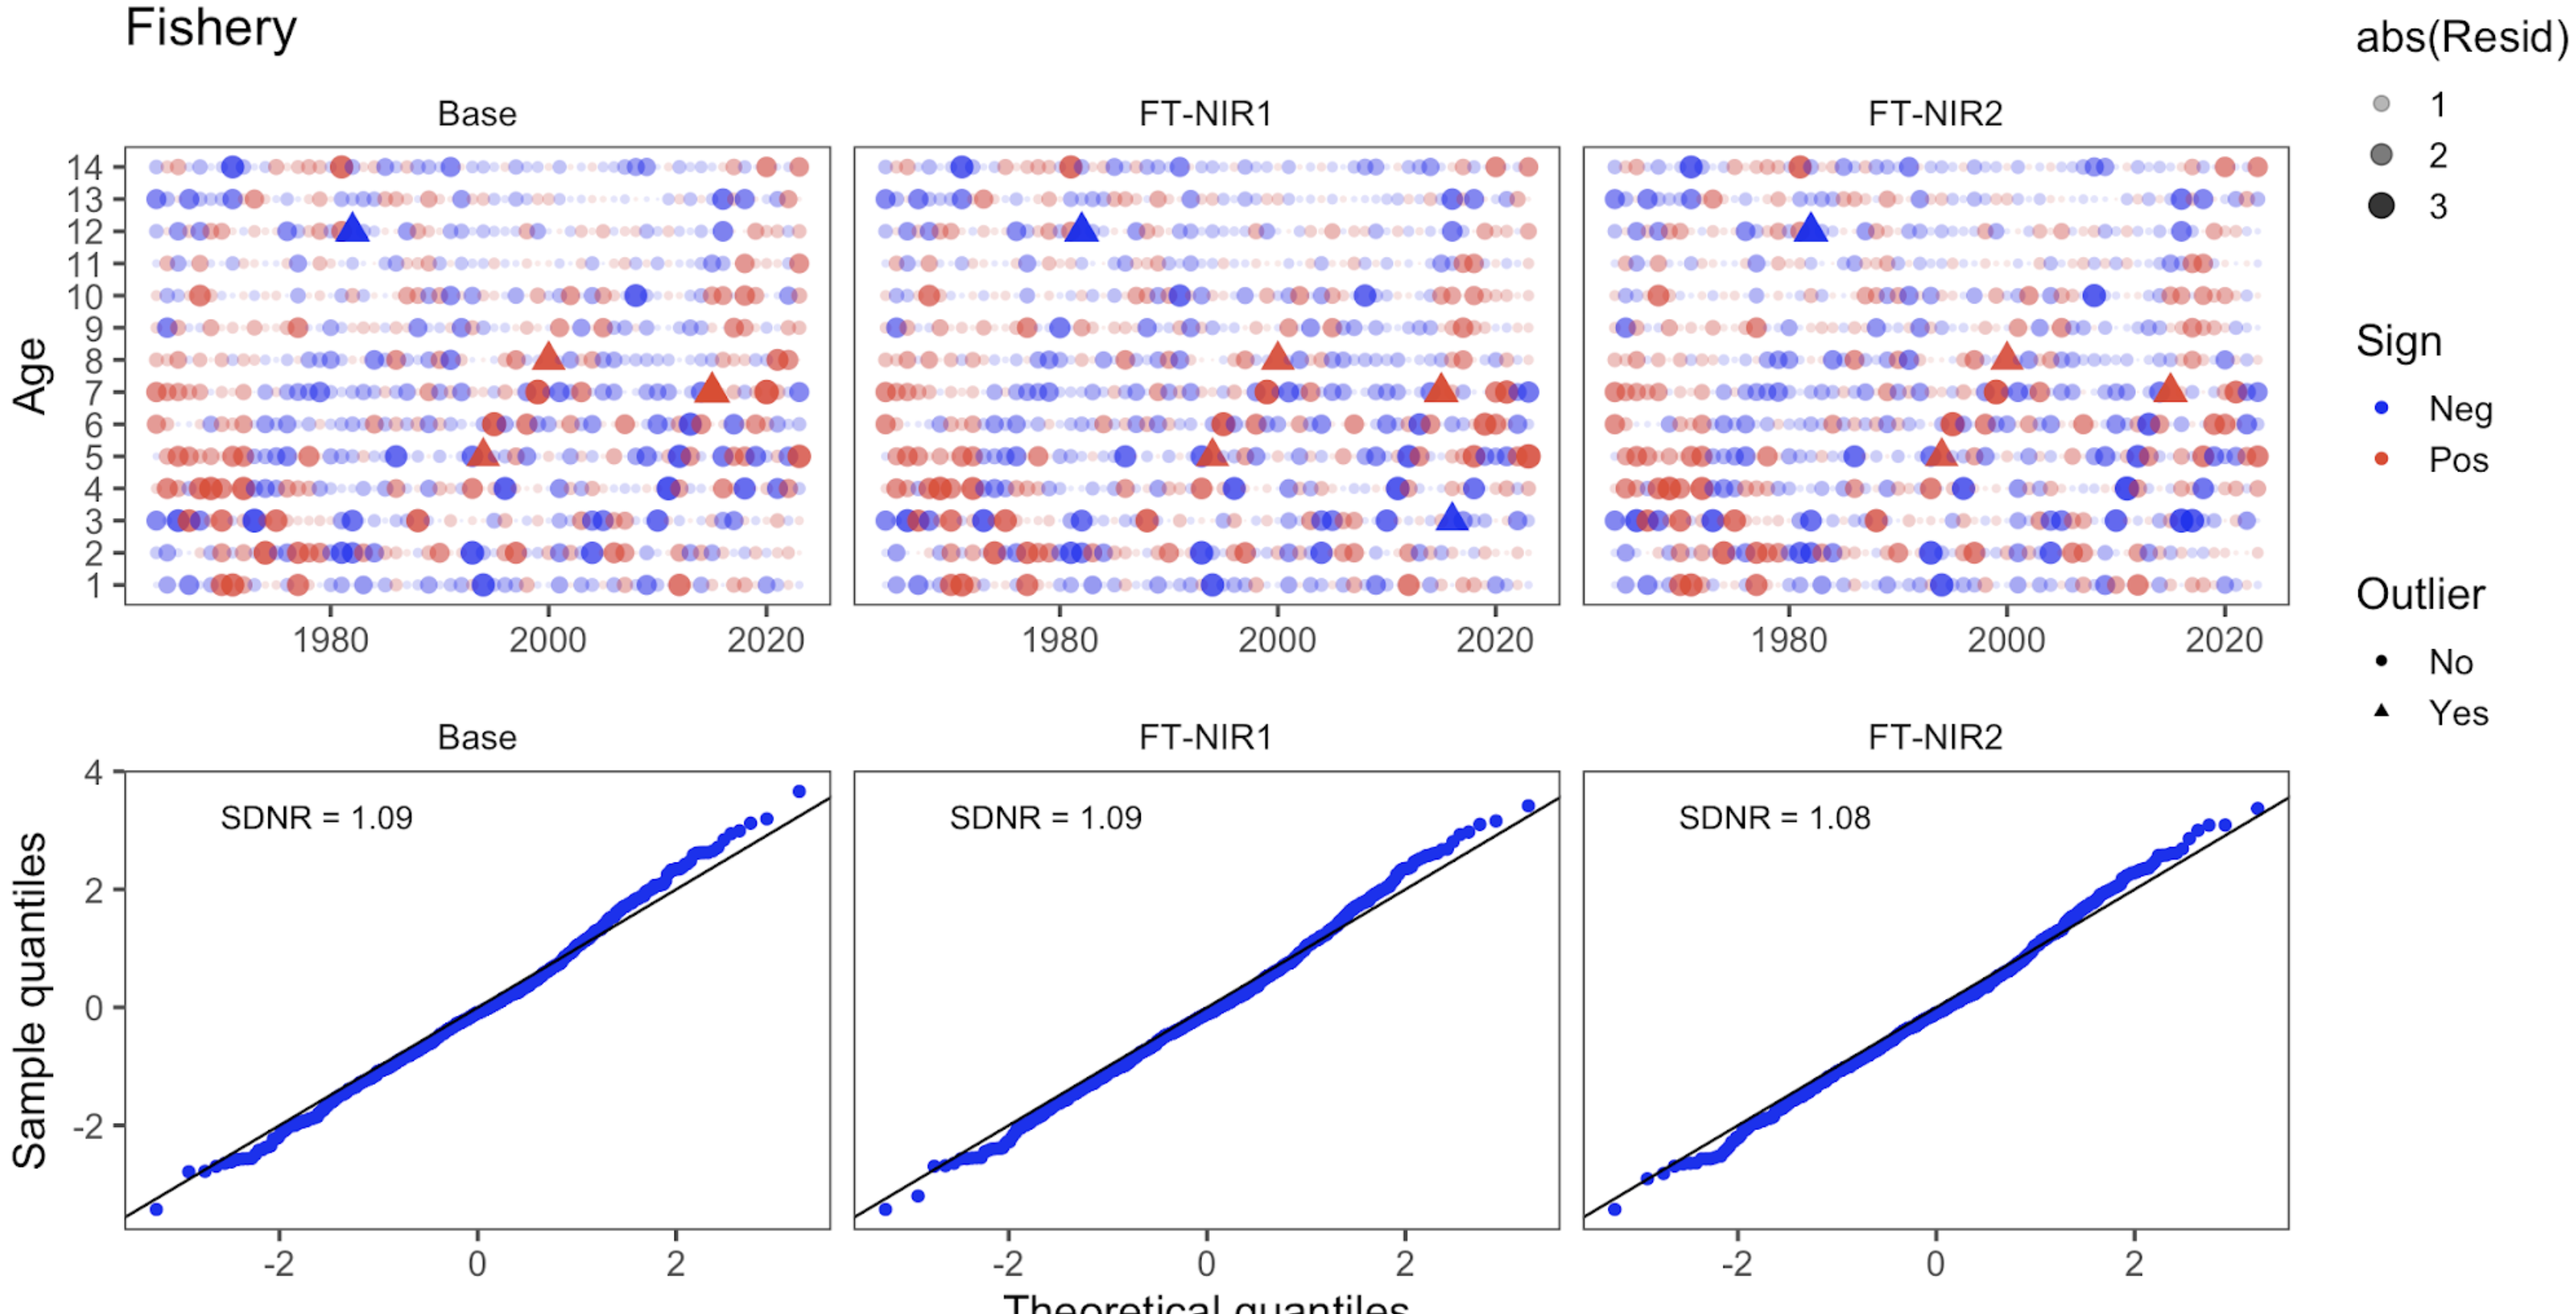 Fishery
Base FT-NIR1 FT-NIR2
Age
14
13
12
11
10
9
8
7
6
5
4
3
2
1
1980 2000 2020 1980 2000 2020 1980 2000 2020
abs(Resid)
1
2
3
Sign
Neg
Pos
Outlier
No
Yes
Base FT-NIR1 FT-NIR2
SDNR = 1.09 SDNR = 1.09 SDNR = 1.08
Sample quantiles
4
2
0
-2
-2 0 2 -2 0 2 -2 0 2
Theoretical quantiles